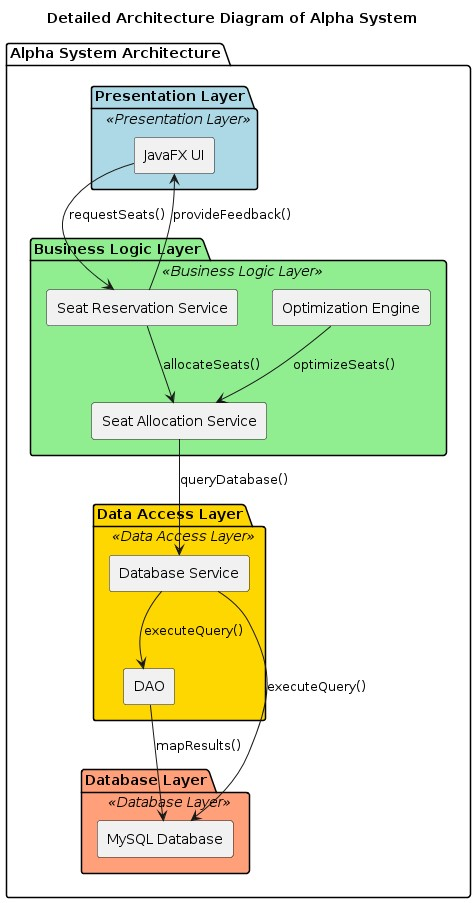 Detailed Architecture Diagram of Alpha System
Alpha System Architecture
Presentation Layer
«Presentation Layer»
JavaFX UI
requestSeats()
provideFeedback()
Business Logic Layer
«Business Logic Layer»
Seat Reservation Service
Optimization Engine
allocateSeats()
optimizeSeats()
Seat Allocation Service
queryDatabase()
Data Access Layer
«Data Access Layer»
Database Service
executeQuery()
DAO
executeQuery()
mapResults()
Database Layer
«Database Layer»
MySQL Database